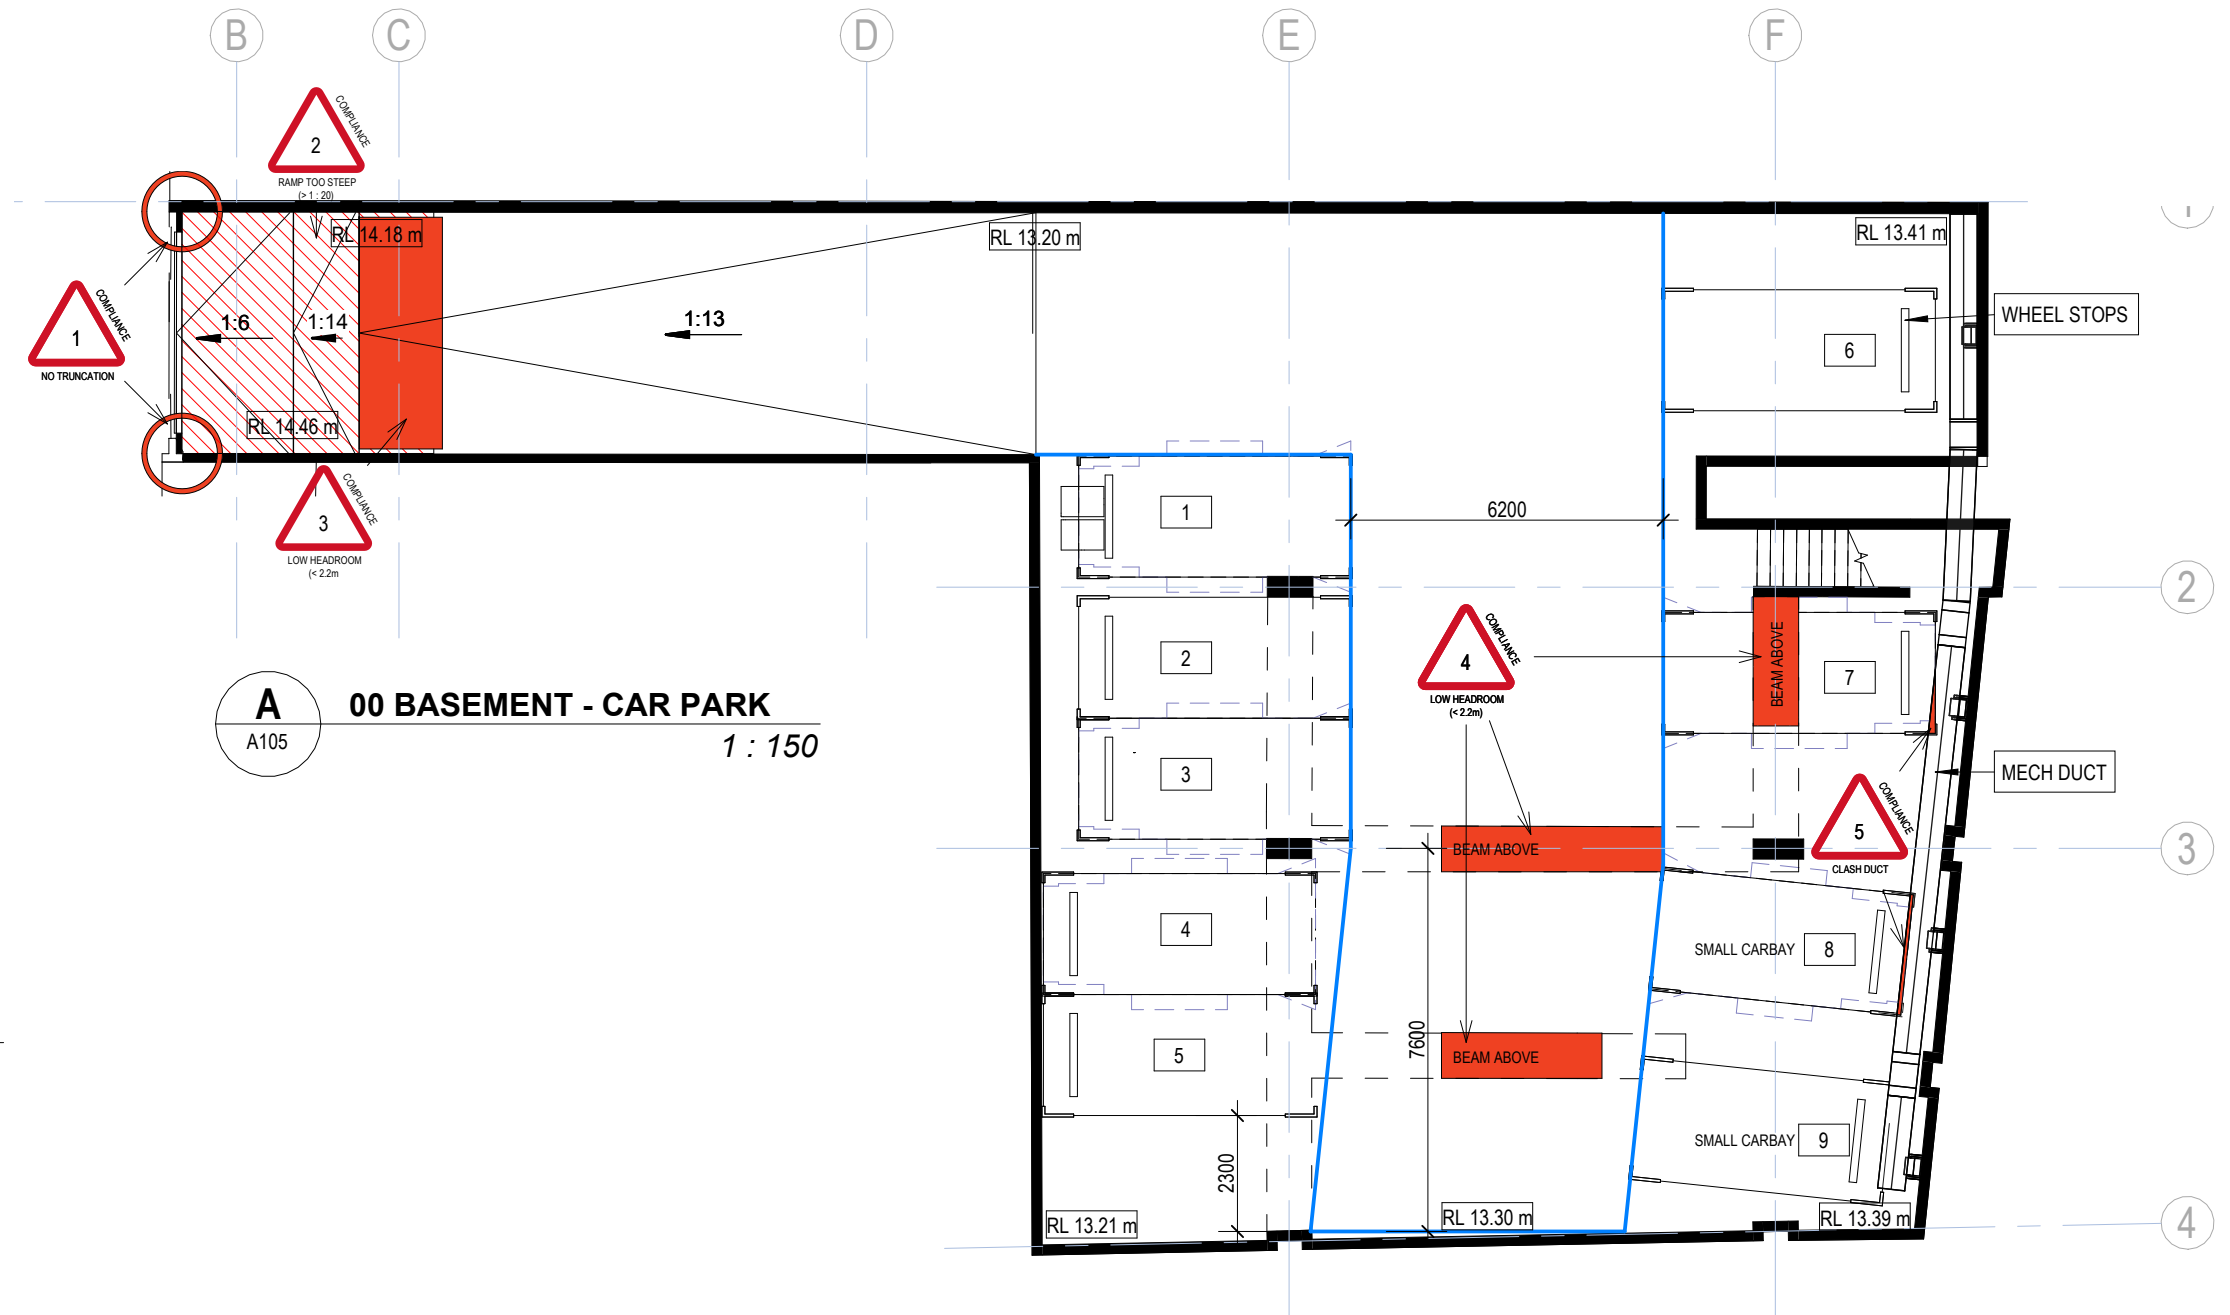 B C D E F
1
2
COMPLIANCE
RAMP TOO STEEP
(> 1 : 20)
RL 14.18 m
RL 13.20 m
RL 13.41 m
1
COMPLIANCE
NO TRUNCATION
1:6
1:14
1:13
WHEEL STOPS
6
RL 14.46 m
3
COMPLIANCE
LOW HEADROOM
(< 2.2m
1
6200
2
A
A105
00 BASEMENT - CAR PARK
1 : 150
2
4
COMPLIANCE
LOW HEADROOM
(< 2.2m)
BEAM ABOVE
7
3
MECH DUCT
5
COMPLIANCE
CLASH DUCT
BEAM ABOVE
3
4
SMALL CARBAY 8
7600
5
BEAM ABOVE
2300
SMALL CARBAY 9
RL 13.21 m
RL 13.30 m
RL 13.39 m
4